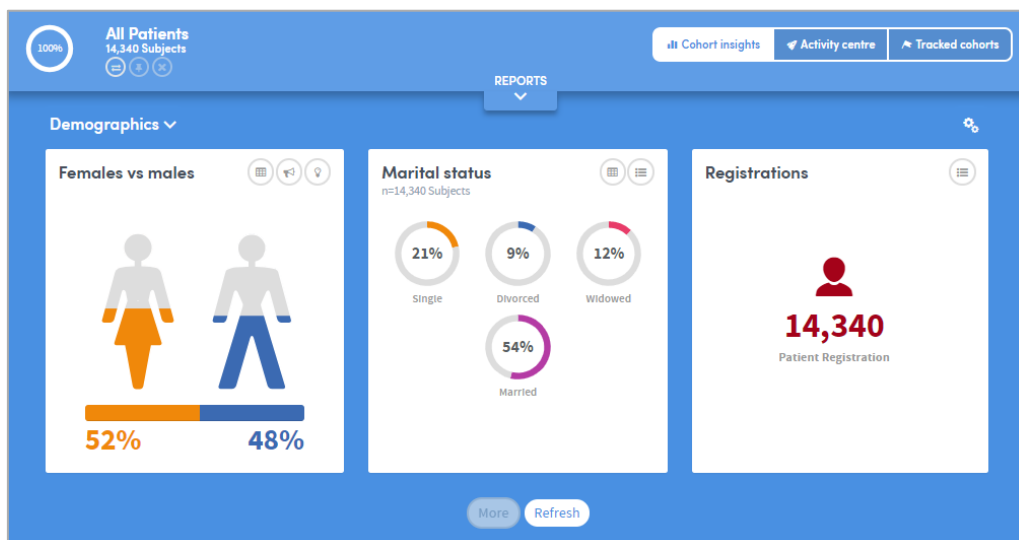 100%
All Patients
14,340 Subjects
Cohort insights
Activity centre
Tracked cohorts
REPORTS
Demographics
Females vs males
52%
48%
Marital status
n=14,340 Subjects
21%
Single
9%
Divorced
12%
Widowed
54%
Married
Registrations
14,340
Patient Registration
More
Refresh